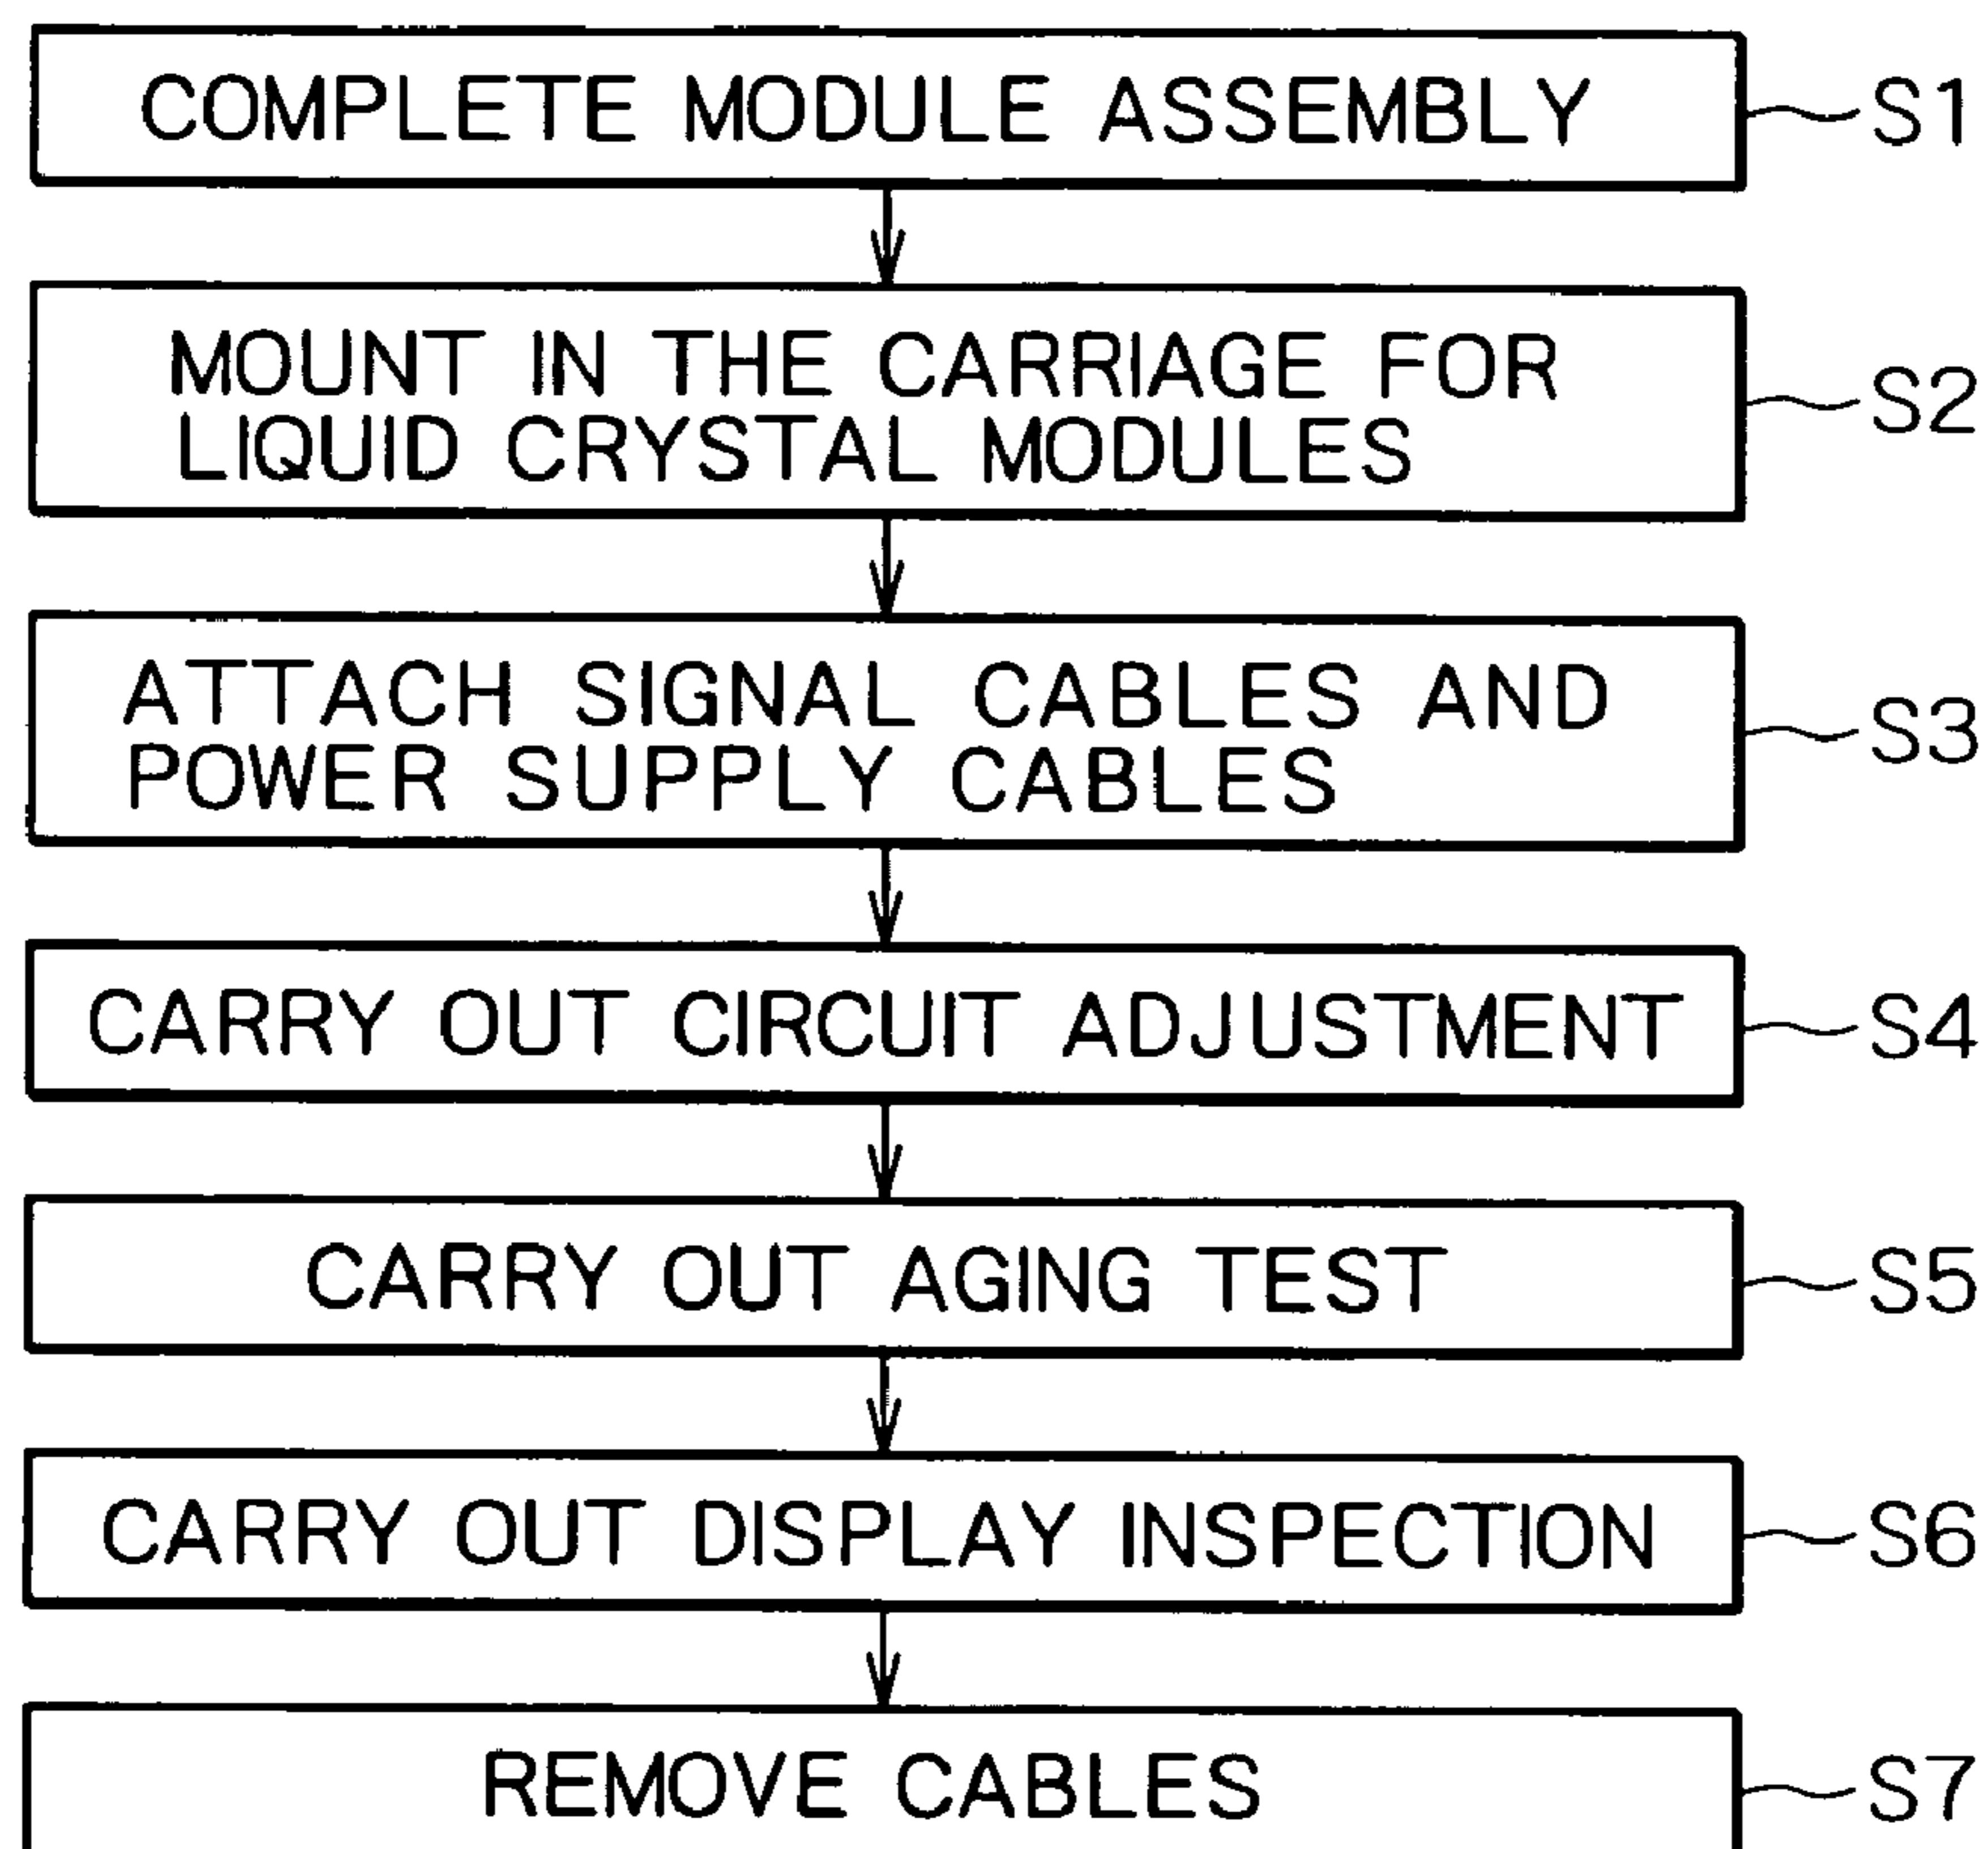 COMPLETE MODULE ASSEMBLY
S1
MOUNT IN THE CARRIAGE FOR
LIQUID CRYSTAL MODULES
S2
ATTACH SIGNAL CABLES AND
POWER SUPPLY CABLES
S3
CARRY OUT CIRCUIT ADJUSTMENT
S4
CARRY OUT AGING TEST
S5
CARRY OUT DISPLAY INSPECTION
S6
REMOVE CABLES
S7